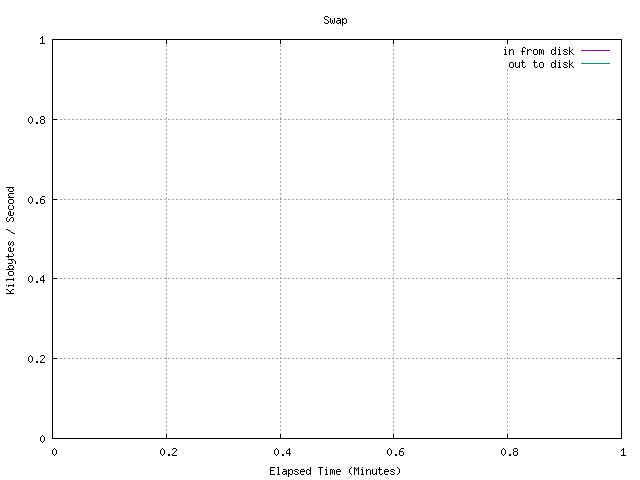 Swap
1
in from disk
out to disk
0.8
0.6
0.4
0.2
0
Kilobytes / Second
0 0.2 0.4 0.6 0.8 1
Elapsed Time (Minutes)